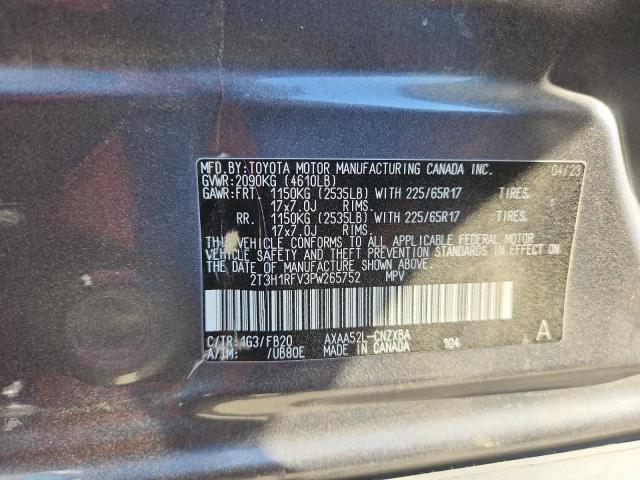 MFD.BY:TOYOTA MOTOR MANUFACTURING CANADA INC. 04/23
GVWR:2090KG (4610LB)
GAWR:FRT. 1150KG (2535LB) WITH 225/65R17 TIRES.
17x7.0J RIMS.
RR. 1150KG (2535LB) WITH 225/65R17 TIRES.
17x7.0J RIMS.
THIS VEHICLE CONFORMS TO ALL APPLICABLE FEDERAL MOTOR
VEHICLE SAFETY AND THEFT PREVENTION STANDARDS IN EFFECT ON
THE DATE OF MANUFACTURE SHOWN ABOVE.
2T3H1RFV3PW265752 MPV
C/TR:1G3/FB20 AXAA52L-CNZXBA 104 A
A/TM: /UB80E MADE IN CANADA